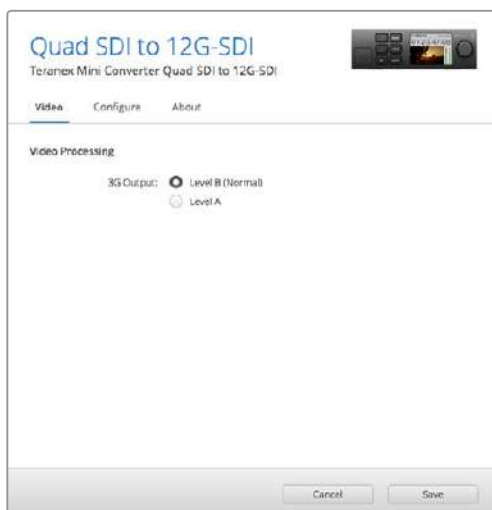 Quad SDI to 12G-SDI
Teranex Mini Converter Quad SDI to 12G-SDI
Video Configure About
Video Processing
3G Output: Level B (Normal)
Level A
Cancel Save